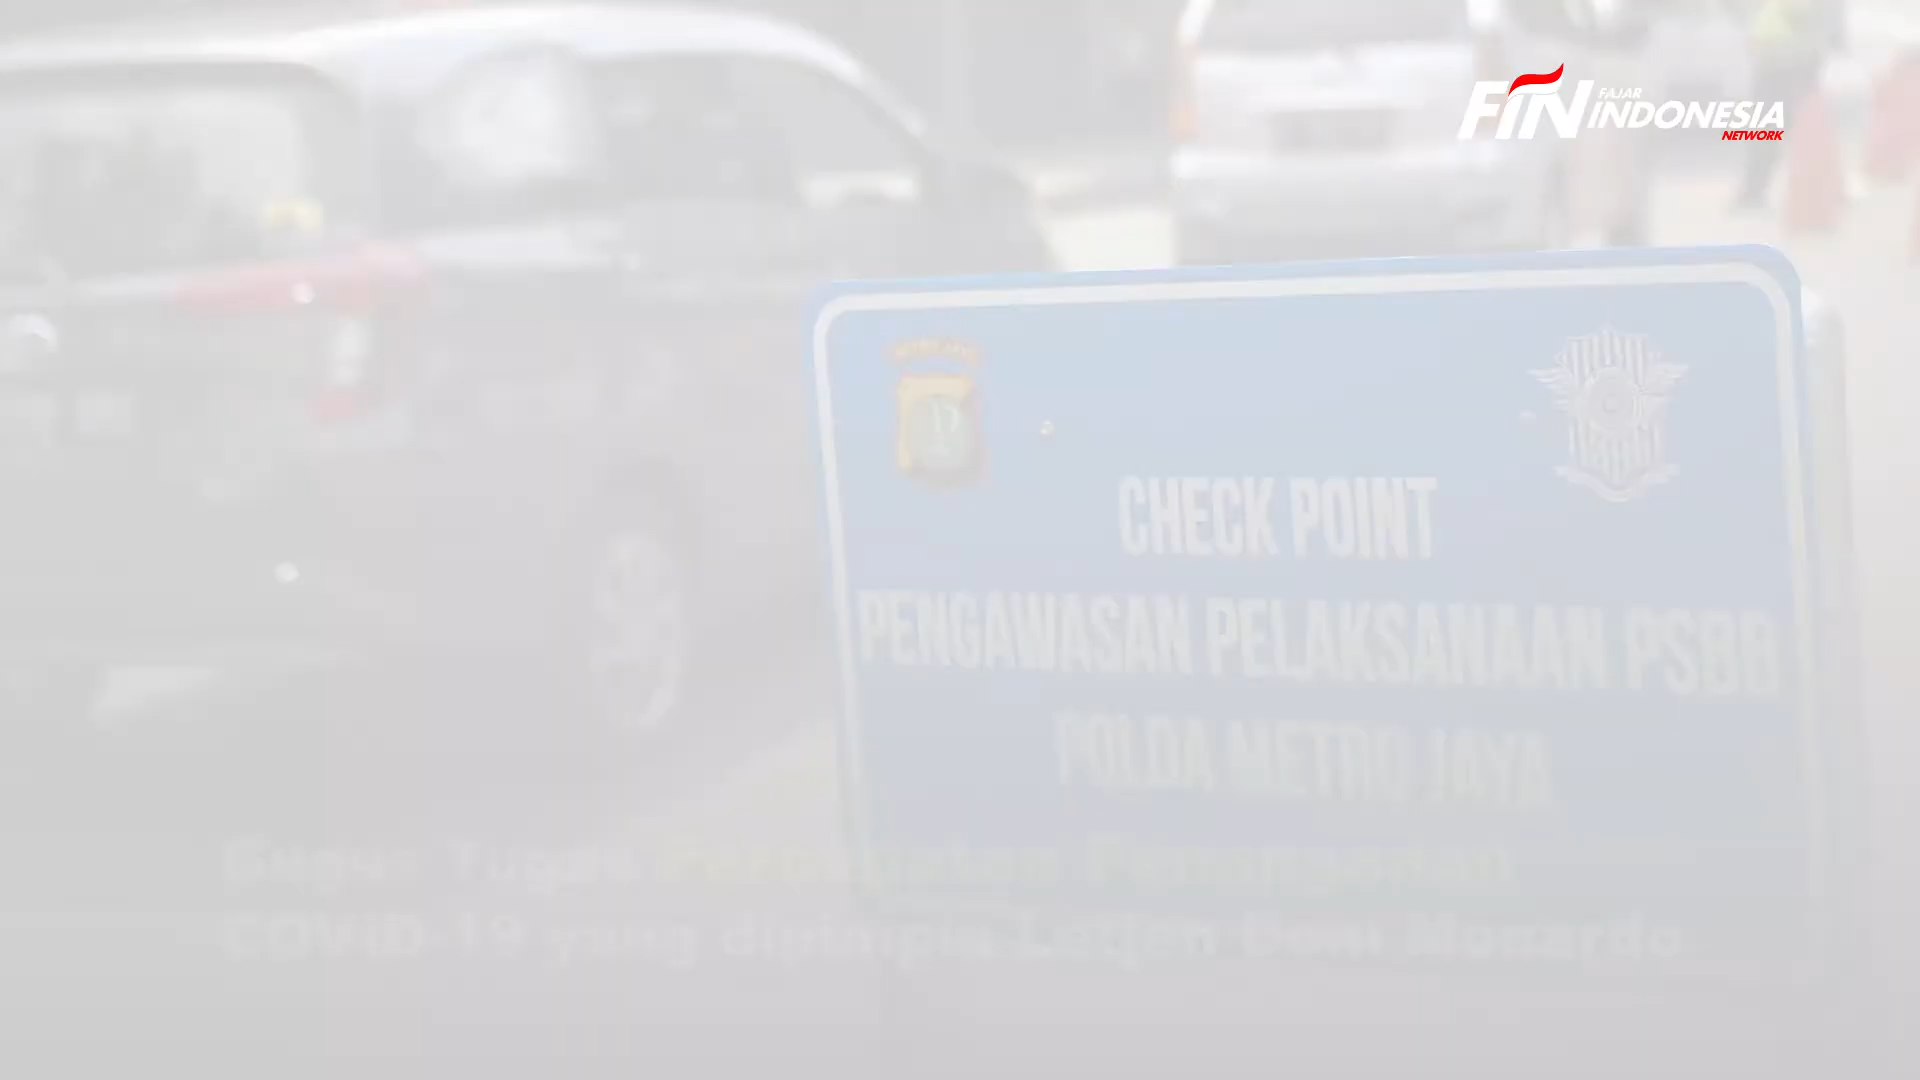 FIN FAJAR
INDONESIA
NETWORK
CHECK POINT
PENGAWASAN PELAKSANAAN PSBB
POLDA METRO JAYA
Gugus Tugas Percepatan Penanganan
COVID-19 yang dipimpin Letjen Doni Monardo